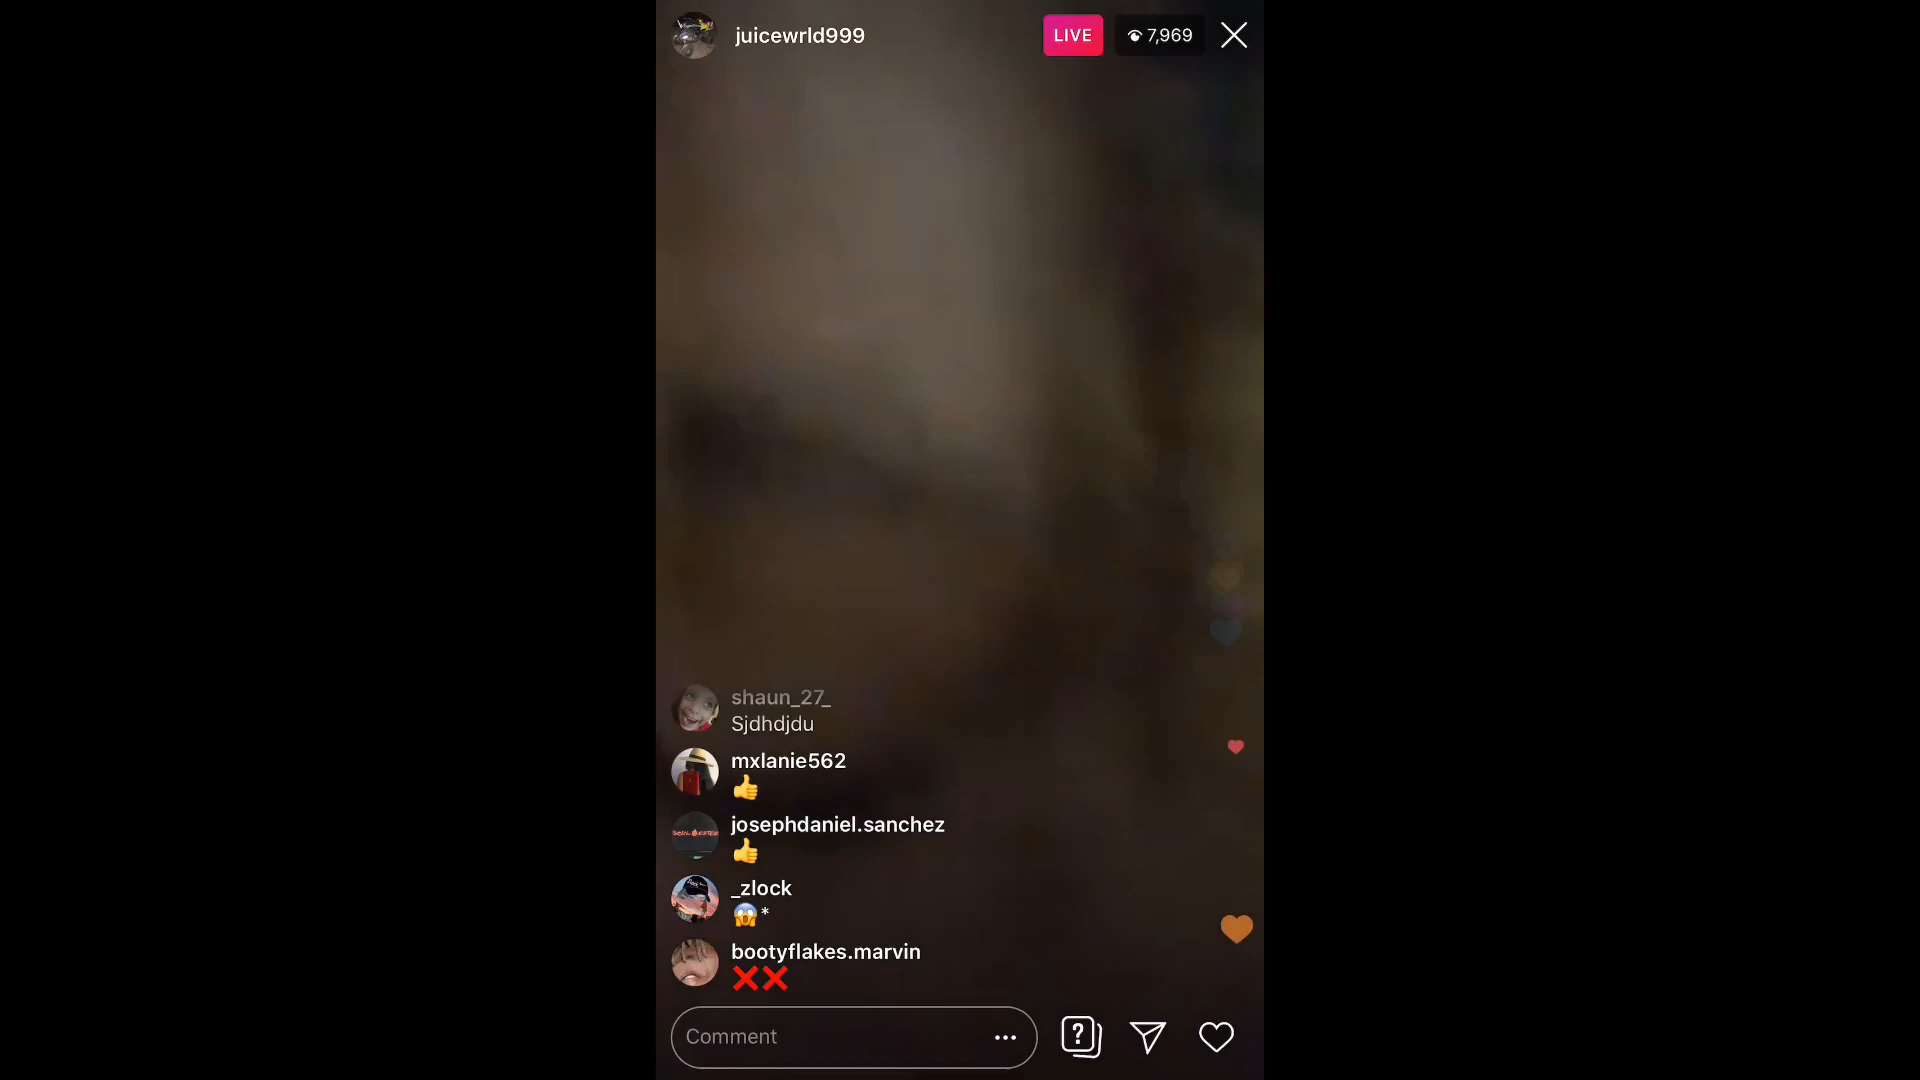 juicewrld999
LIVE
7,969
shaun_27_
Sjdhdjdu
mxlanie562
👍
josephdaniel.sanchez
👍
_zlock
😱*
bootyflakes.marvin
❌❌
Comment